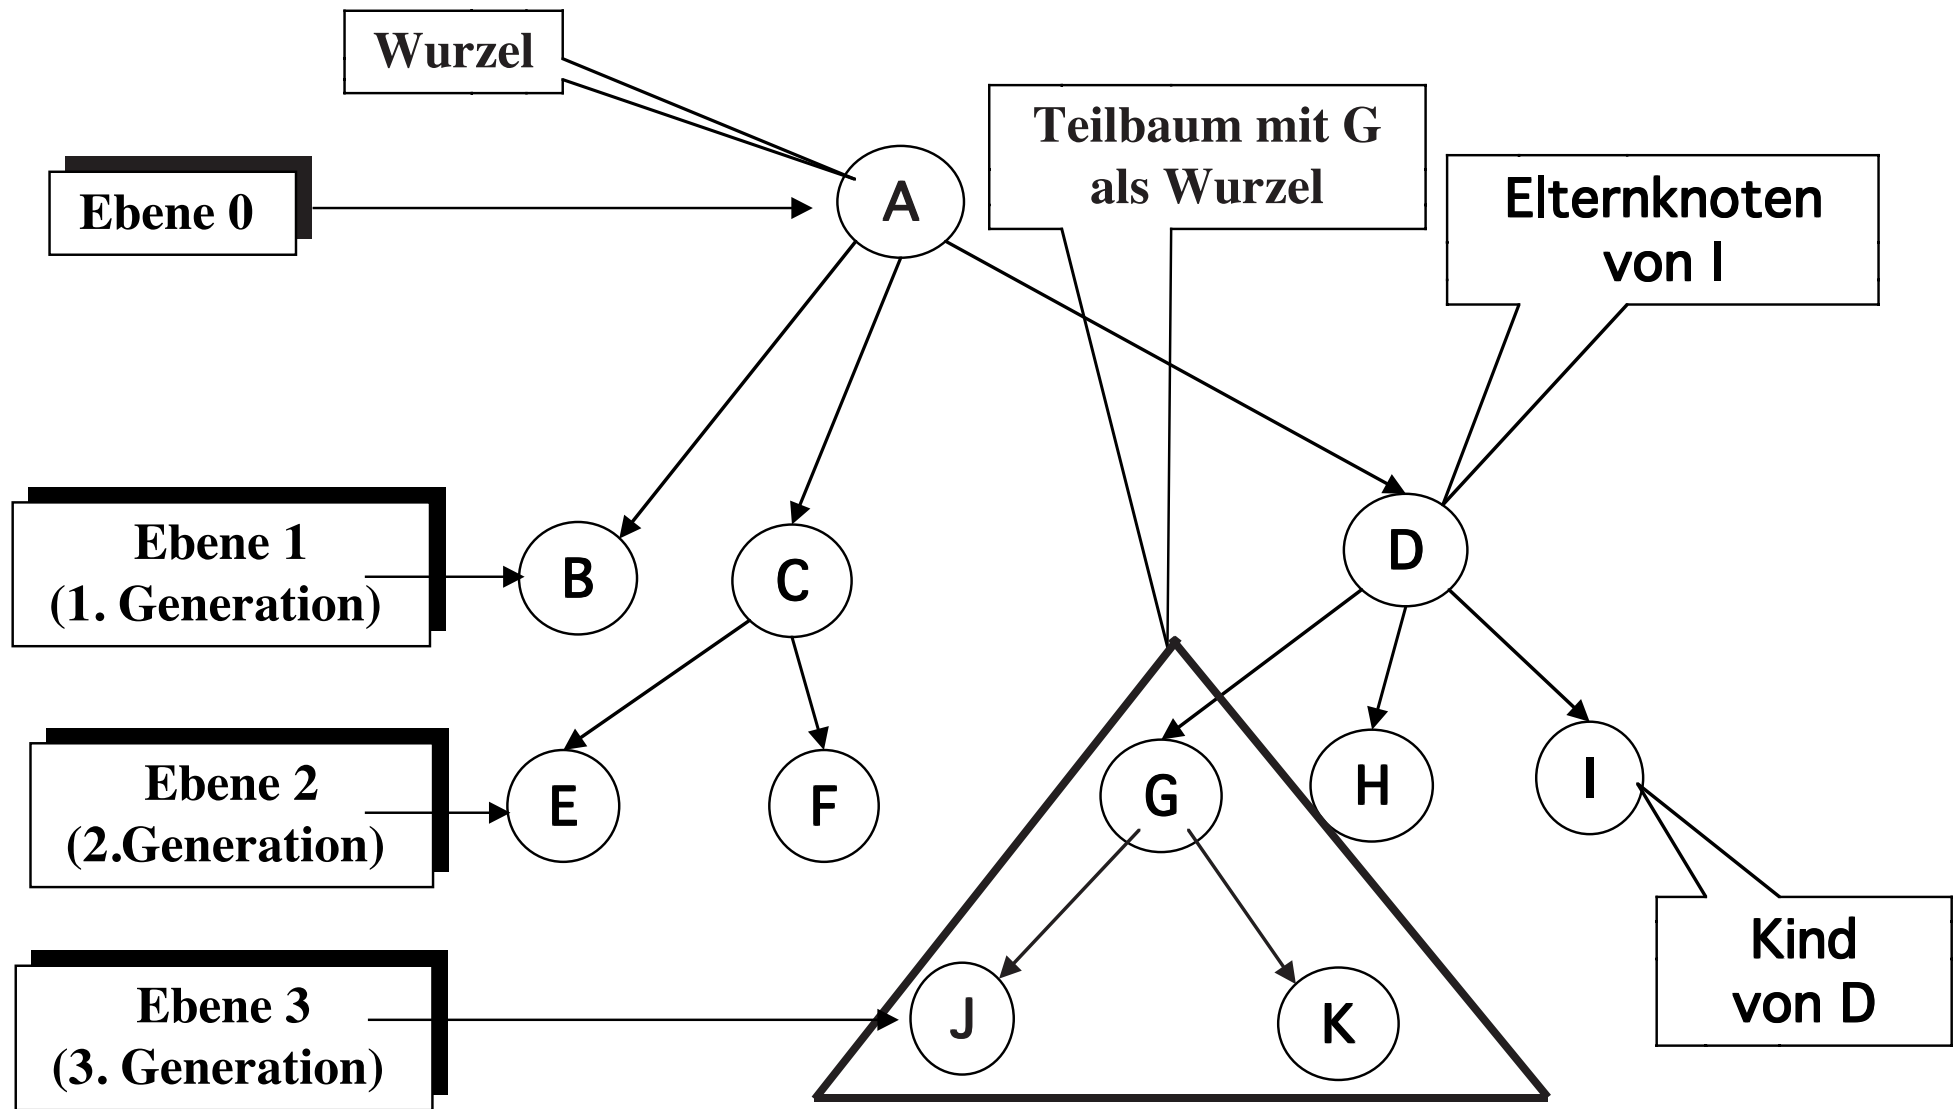 Wurzel
Teilbaum mit G
als Wurzel
Elternknoten
von I
Ebene 0
A
Ebene 1
(1. Generation)
B
C
D
Ebene 2
(2.Generation)
E
F
G
H
I
Kind
von D
Ebene 3
(3. Generation)
J
K